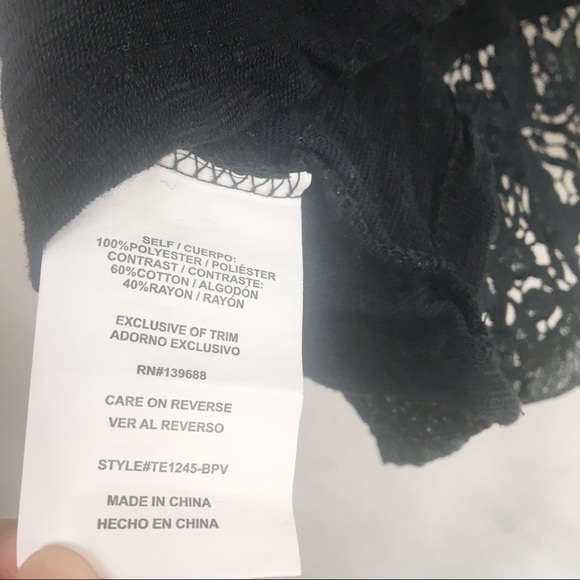 SELF / CUERPO:
100%POLYESTER / POLIÉSTER
CONTRAST / CONTRASTE:
60%COTTON / ALGODÓN
40%RAYON / RAYÓN
EXCLUSIVE OF TRIM
ADORNO EXCLUSIVO
RN#139688
CARE ON REVERSE
VER AL REVERSO
STYLE#TE1245-BPV
MADE IN CHINA
HECHO EN CHINA